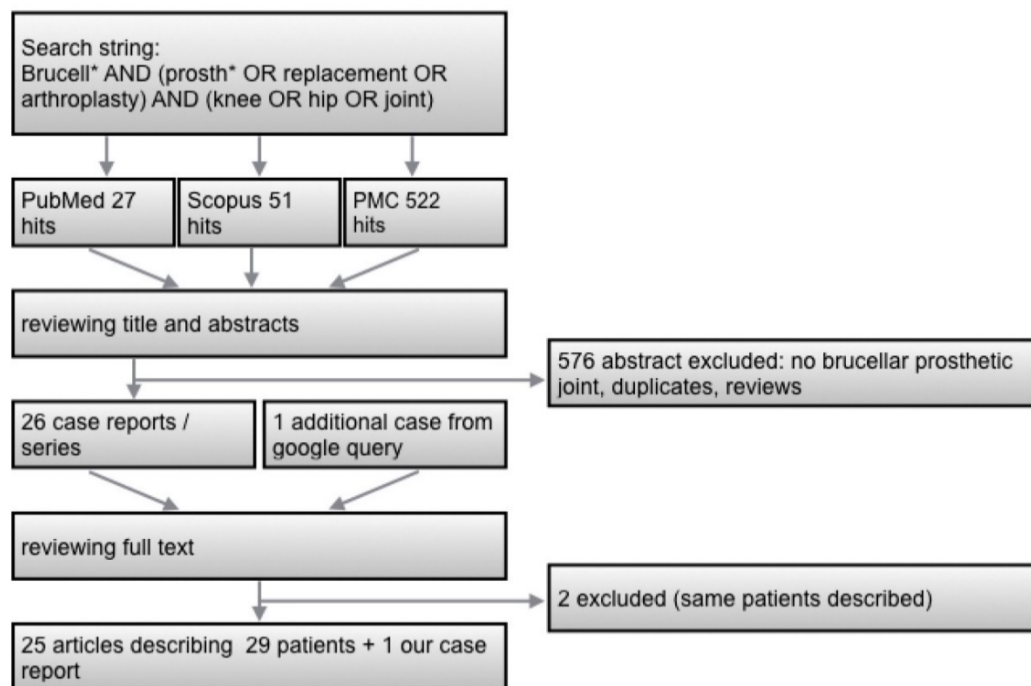 Search string:
Brucell* AND (prosth* OR replacement OR
arthroplasty) AND (knee OR hip OR joint)
PubMed 27
hits
Scopus 51
hits
PMC 522
hits
reviewing title and abstracts
576 abstract excluded: no brucellar prosthetic
joint, duplicates, reviews
26 case reports /
series
1 additional case from
google query
reviewing full text
2 excluded (same patients described)
25 articles describing 29 patients + 1 our case
report